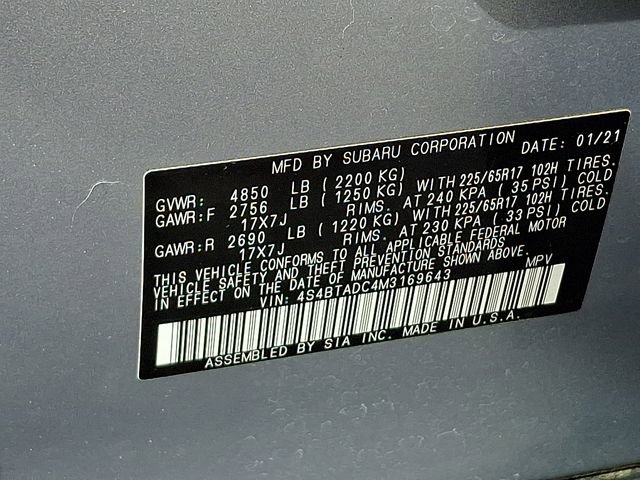 MFD BY SUBARU CORPORATION DATE: 01/21
GVWR: 4850 LB (2200 KG)
GAWR:F 2756 LB (1250 KG) WITH 225/65R17 102H TIRES.
17X7J RIMS. AT 240 KPA (35 PSI) COLD
GAWR:R 2690 LB (1220 KG) WITH 225/65R17 102H TIRES.
17X7J RIMS. AT 230 KPA (33 PSI) COLD
THIS VEHICLE CONFORMS TO ALL APPLICABLE FEDERAL MOTOR
VEHICLE SAFETY AND THEFT PREVENTION STANDARDS
IN EFFECT ON THE DATE OF MANUFACTURE SHOWN ABOVE.
VIN: 4S4BTADC4M3169643 MPV
ASSEMBLED BY SIA INC. MADE IN U.S.A.